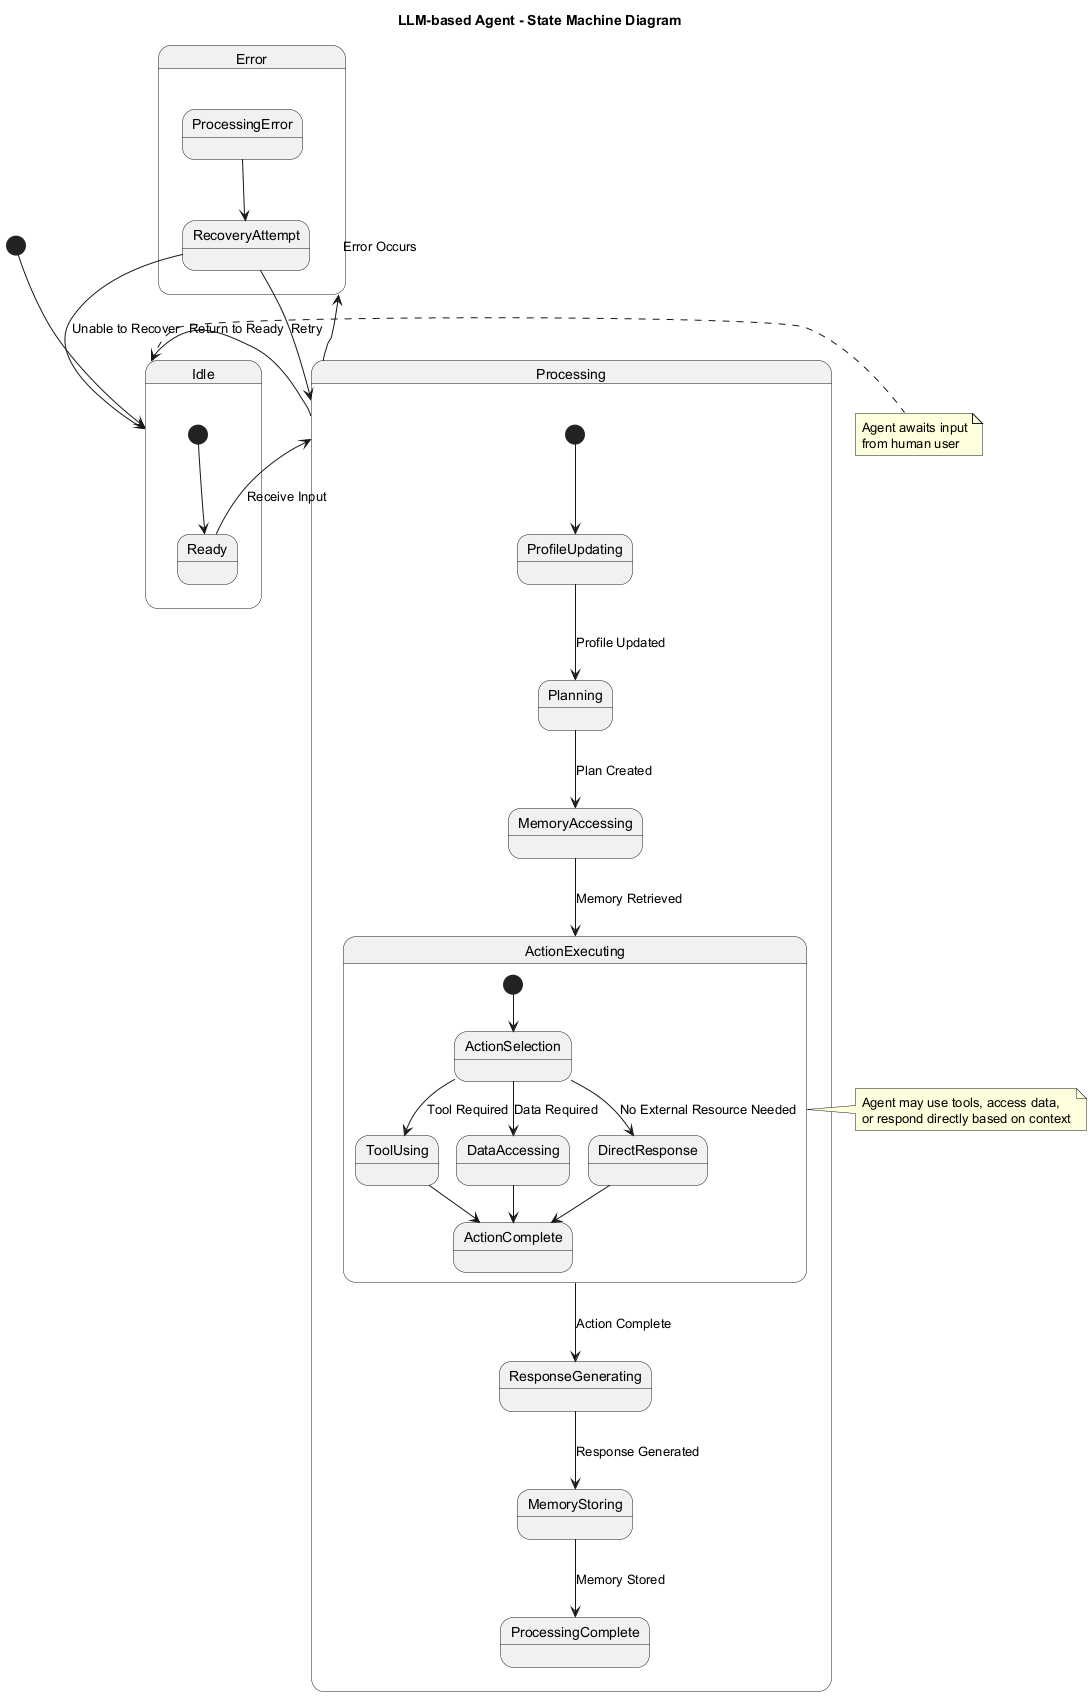 LLM-based Agent - State Machine Diagram
Error
ProcessingError
RecoveryAttempt
Error Occurs
Unable to Recover
Return to Ready
Retry
Idle
Processing
Agent awaits input
from human user
Receive Input
Ready
ProfileUpdating
Profile Updated
Planning
Plan Created
MemoryAccessing
Memory Retrieved
ActionExecuting
ActionSelection
Tool Required
Data Required
No External Resource Needed
Agent may use tools, access data,
or respond directly based on context
ToolUsing
DataAccessing
DirectResponse
ActionComplete
Action Complete
ResponseGenerating
Response Generated
MemoryStoring
Memory Stored
ProcessingComplete